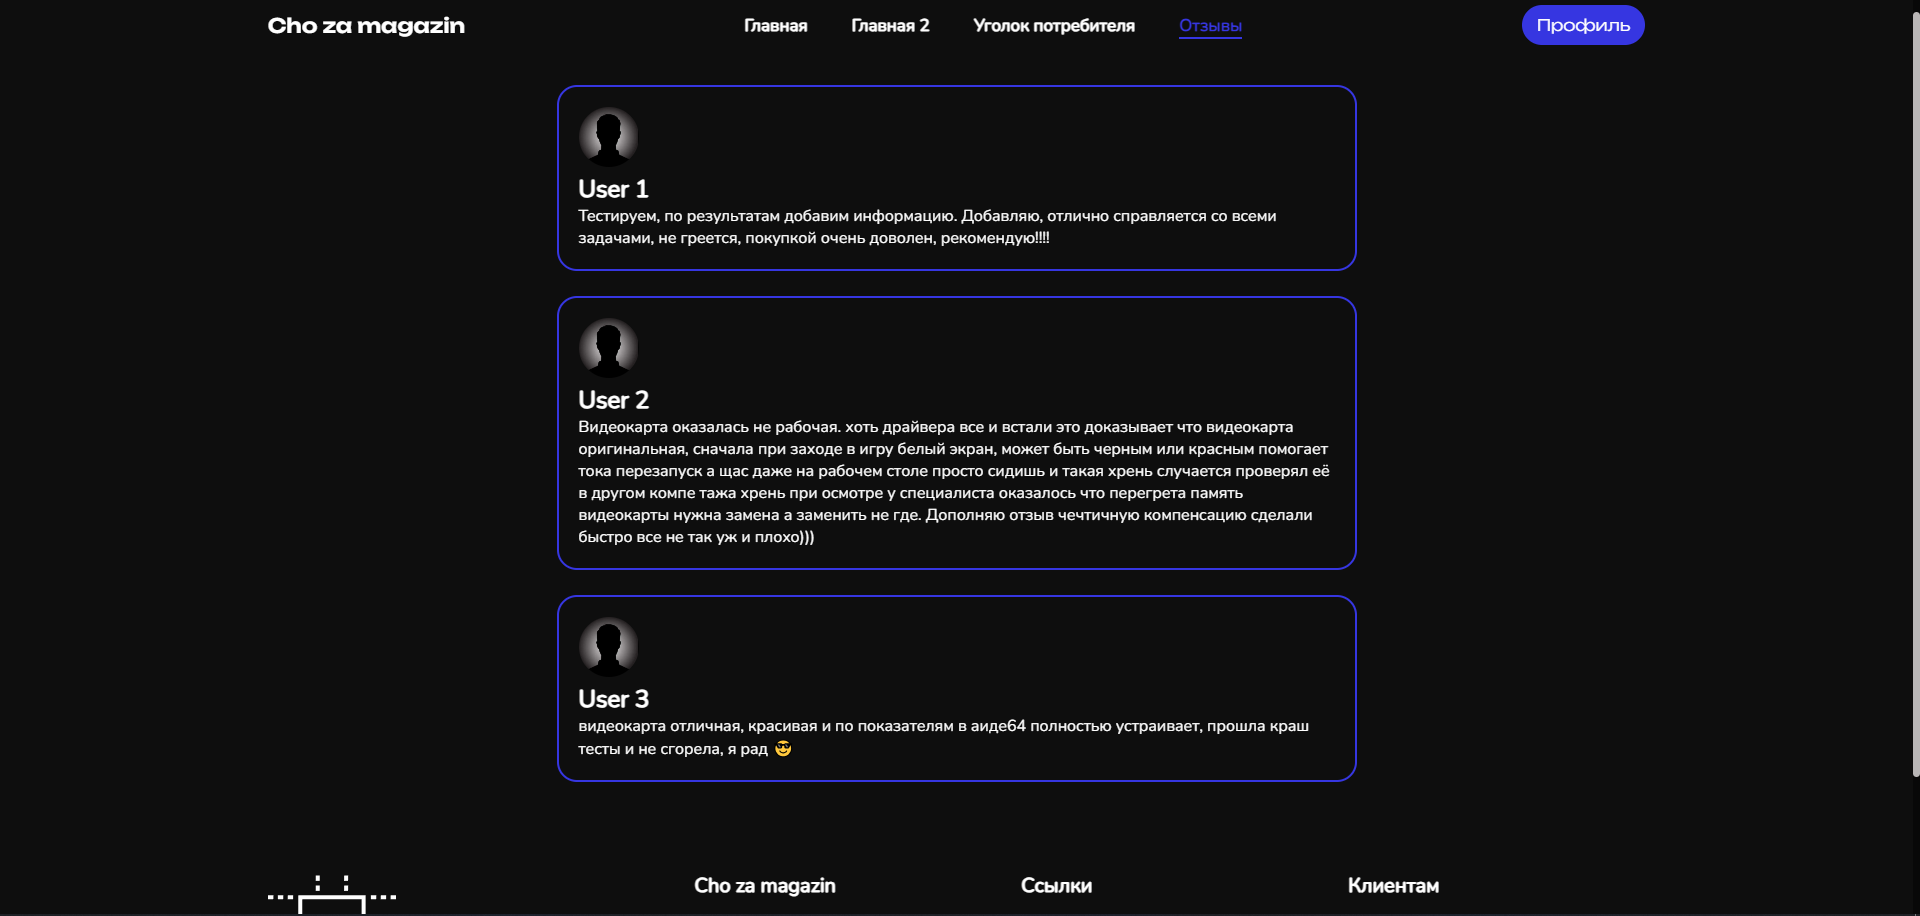 Cho za magazin
Главная
Главная 2
Уголок потребителя
Отзывы
Профиль
User 1
Тестируем, по результатам добавим информацию. Добавляю, отлично справляется со всеми
задачами, не греется, покупкой очень доволен, рекомендую!!!!
User 2
Видеокарта оказалась не рабочая. хоть драйвера все и встали это доказывает что видеокарта
оригинальная, сначала при заходе в игру белый экран, может быть черным или красным помогает
тока перезапуск а щас даже на рабочем столе просто сидишь и такая хрень случается проверял её
в другом компе тажа хрень при осмотре у специалиста оказалось что перегрета память
видеокарты нужна замена а заменить не где. Дополняю отзыв чечтичную компенсацию сделали
быстро все не так уж и плохо)))
User 3
видеокарта отличная, красивая и по показателям в аиде64 полностью устраивает, прошла краш
тесты и не сгорела, я рад 😎
Cho za magazin
Ссылки
Клиентам